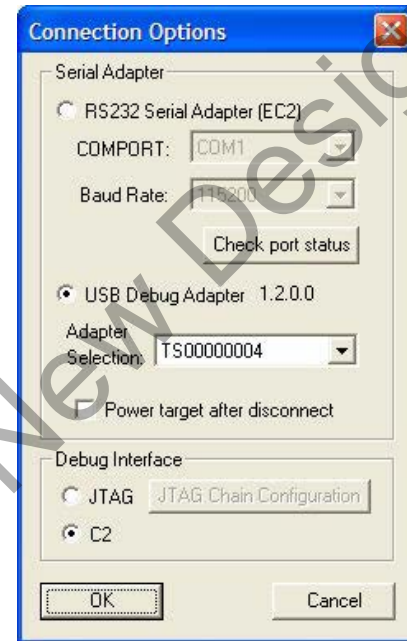 Connection Options
Serial Adapter
RS232 Serial Adapter (EC2)
COMPORT: COM1
Baud Rate: 115200
Check port status
USB Debug Adapter 1.2.0.0
Adapter
Selection: TS00000004
Power target after disconnect
Debug Interface
JTAG JTAG Chain Configuration
C2
OK Cancel
New Desig